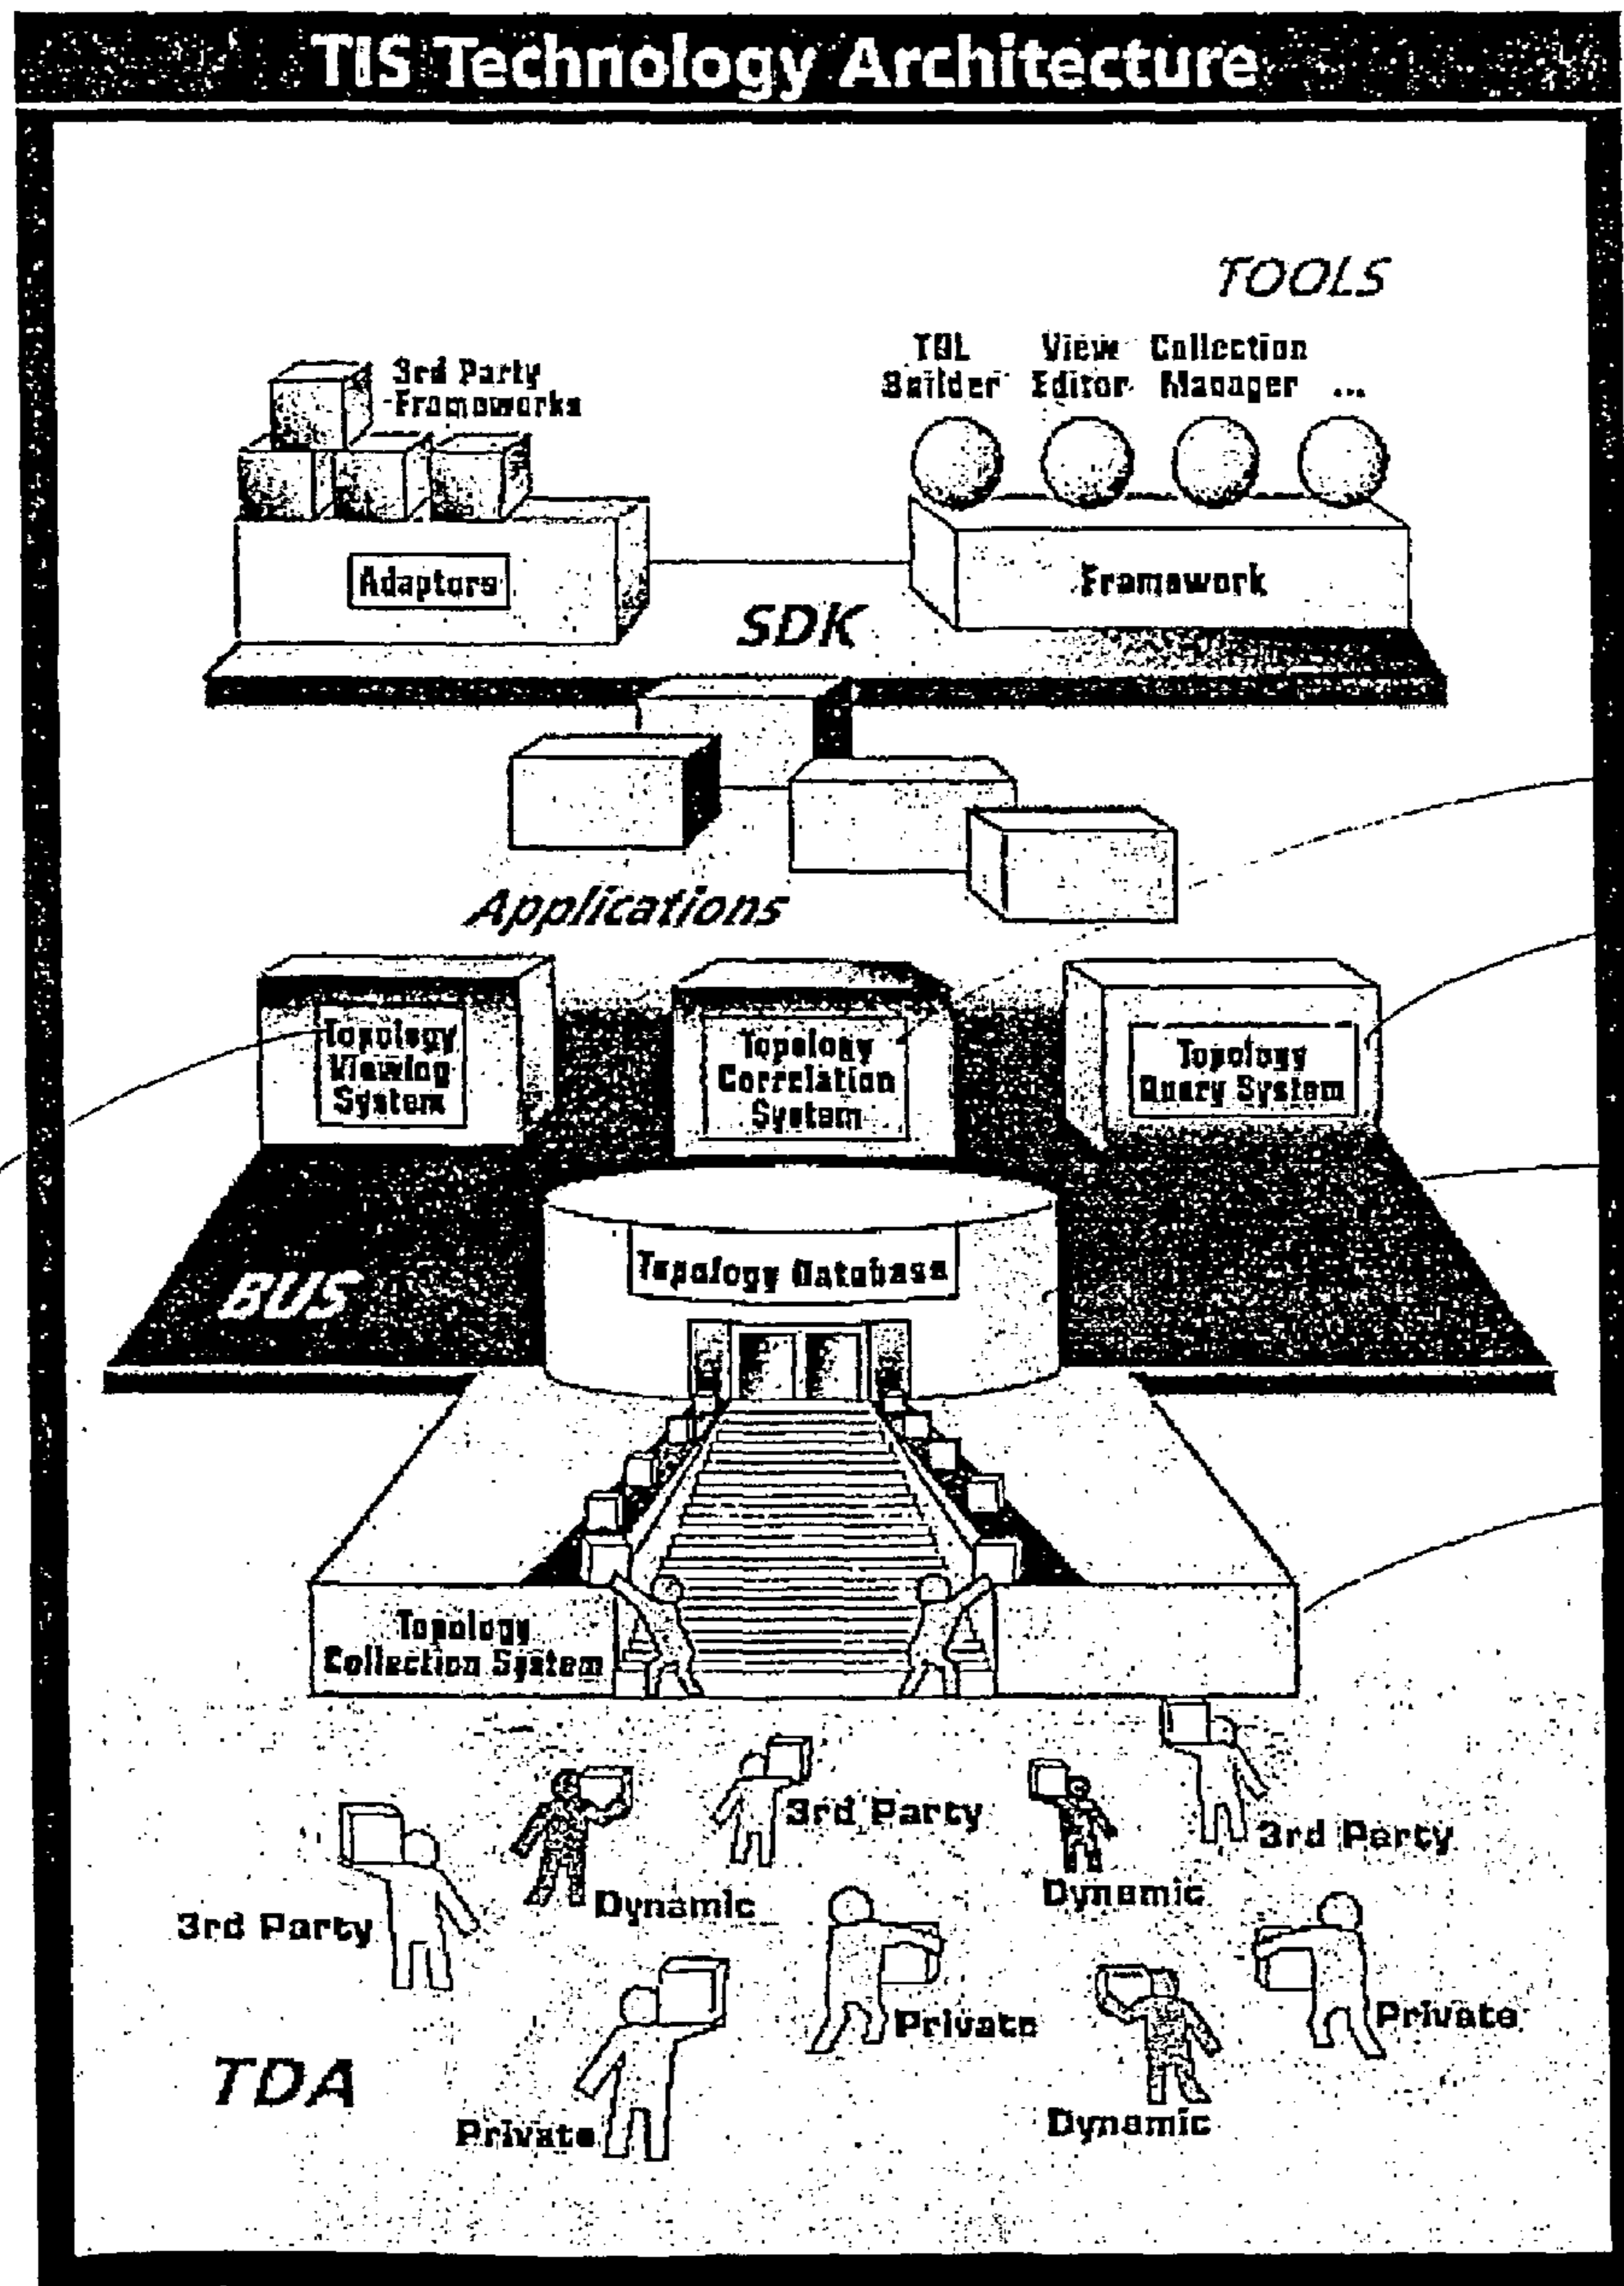 TIS Technology Architecture
TOOLS
3rd Party
Frameworks
TQL
Builder
View
Editor
Collection
Manager
...
Adaptors
Framework
SDK
Applications
Topology
Viewing
System
Topology
Correlation
System
Topology
Query System
BUS
Topology Database
Topology
Collection System
3rd Party
3rd Party
3rd Party
Dynamic
Dynamic
Private
Private
TDA
Private
Dynamic